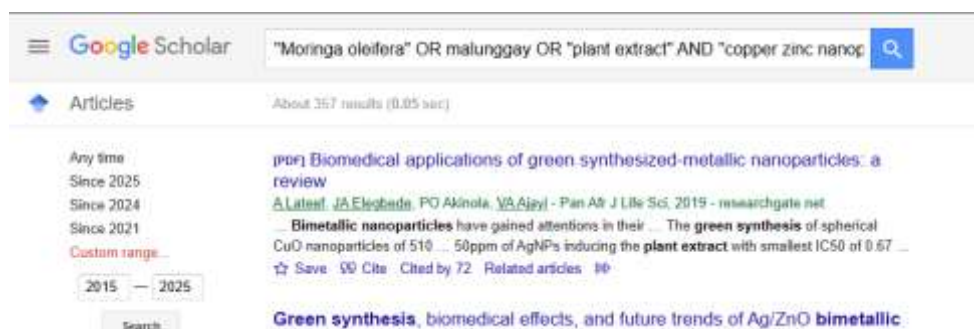 Google Scholar
"Moringa oleifera" OR malunggay OR "plant extract" AND "copper zinc nanop
Articles
About 357 results (0.05 sec)
Any time
Since 2025
Since 2024
Since 2021
Custom range...
2015 — 2025
Search
[PDF] Biomedical applications of green synthesized-metallic nanoparticles: a
review
A Lateef, JA Elegbede, PO Akinola, VA Ajayi - Pan Afr J Life Sci, 2019 - researchgate.net
... Bimetallic nanoparticles have gained attentions in their ... The green synthesis of spherical
CuO nanoparticles of 510 ... 50ppm of AgNPs inducing the plant extract with smallest IC50 of 0.67 ...
Save Cite Cited by 72 Related articles
Green synthesis, biomedical effects, and future trends of Ag/ZnO bimetallic